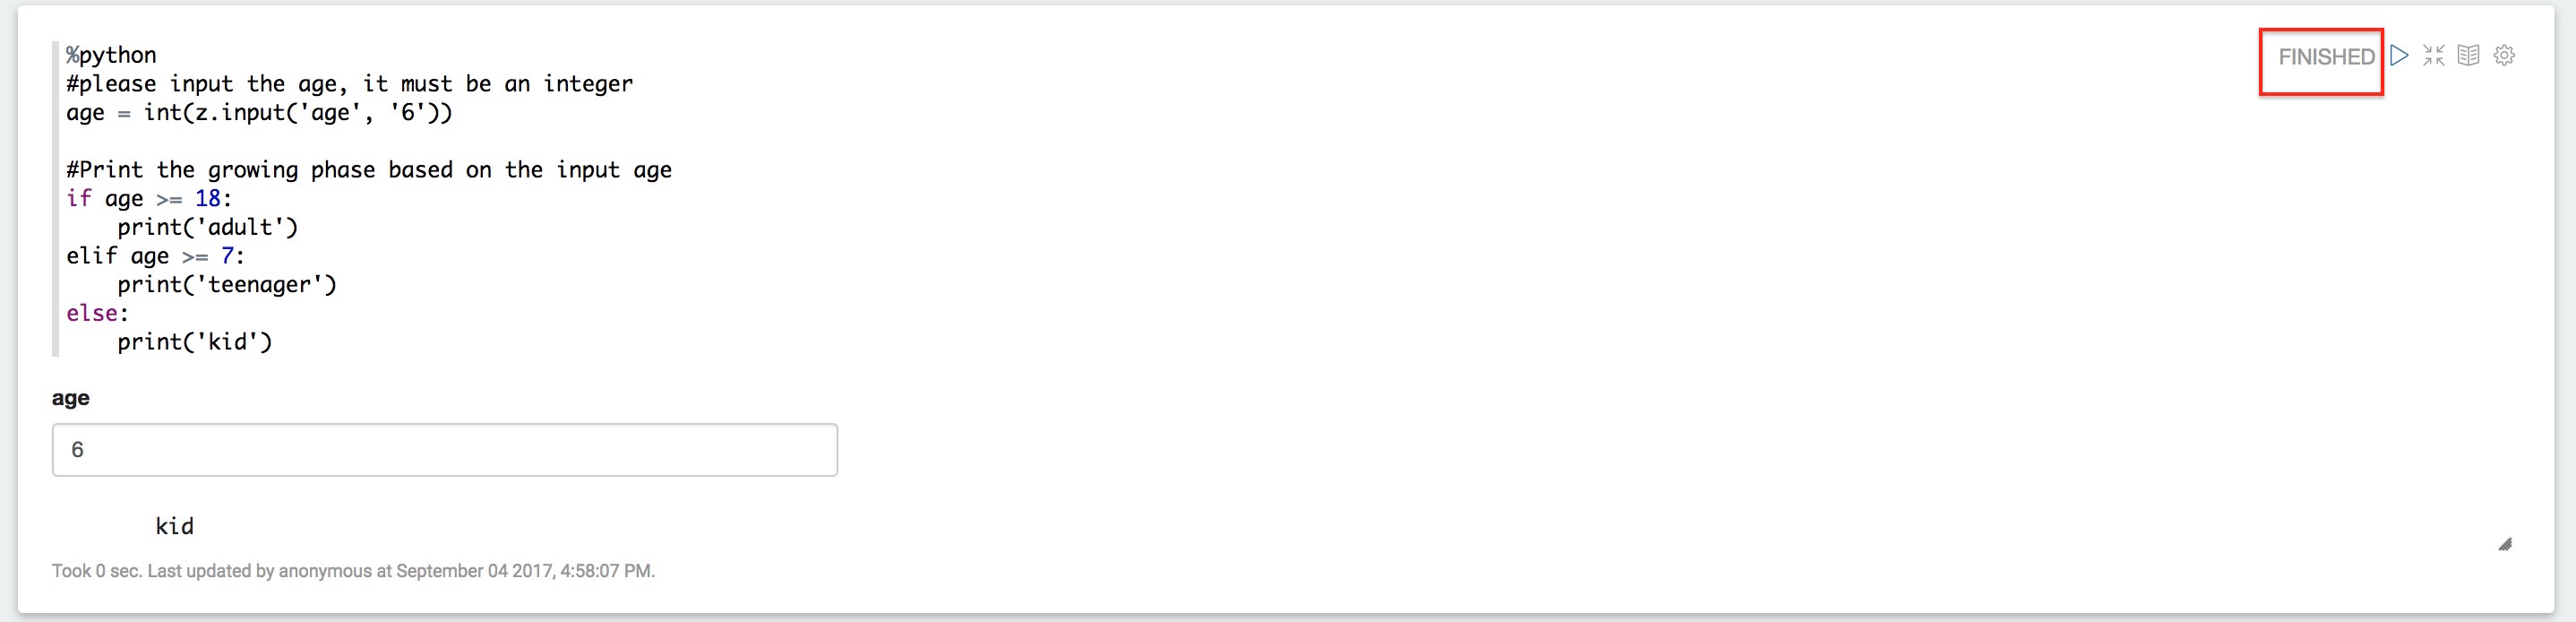 %python
#please input the age, it must be an integer
age = int(z.input('age', '6'))
#Print the growing phase based on the input age
if age >= 18:
    print('adult')
elif age >= 7:
    print('teenager')
else:
    print('kid')
FINISHED
age
6
kid
Took 0 sec. Last updated by anonymous at September 04 2017, 4:58:07 PM.